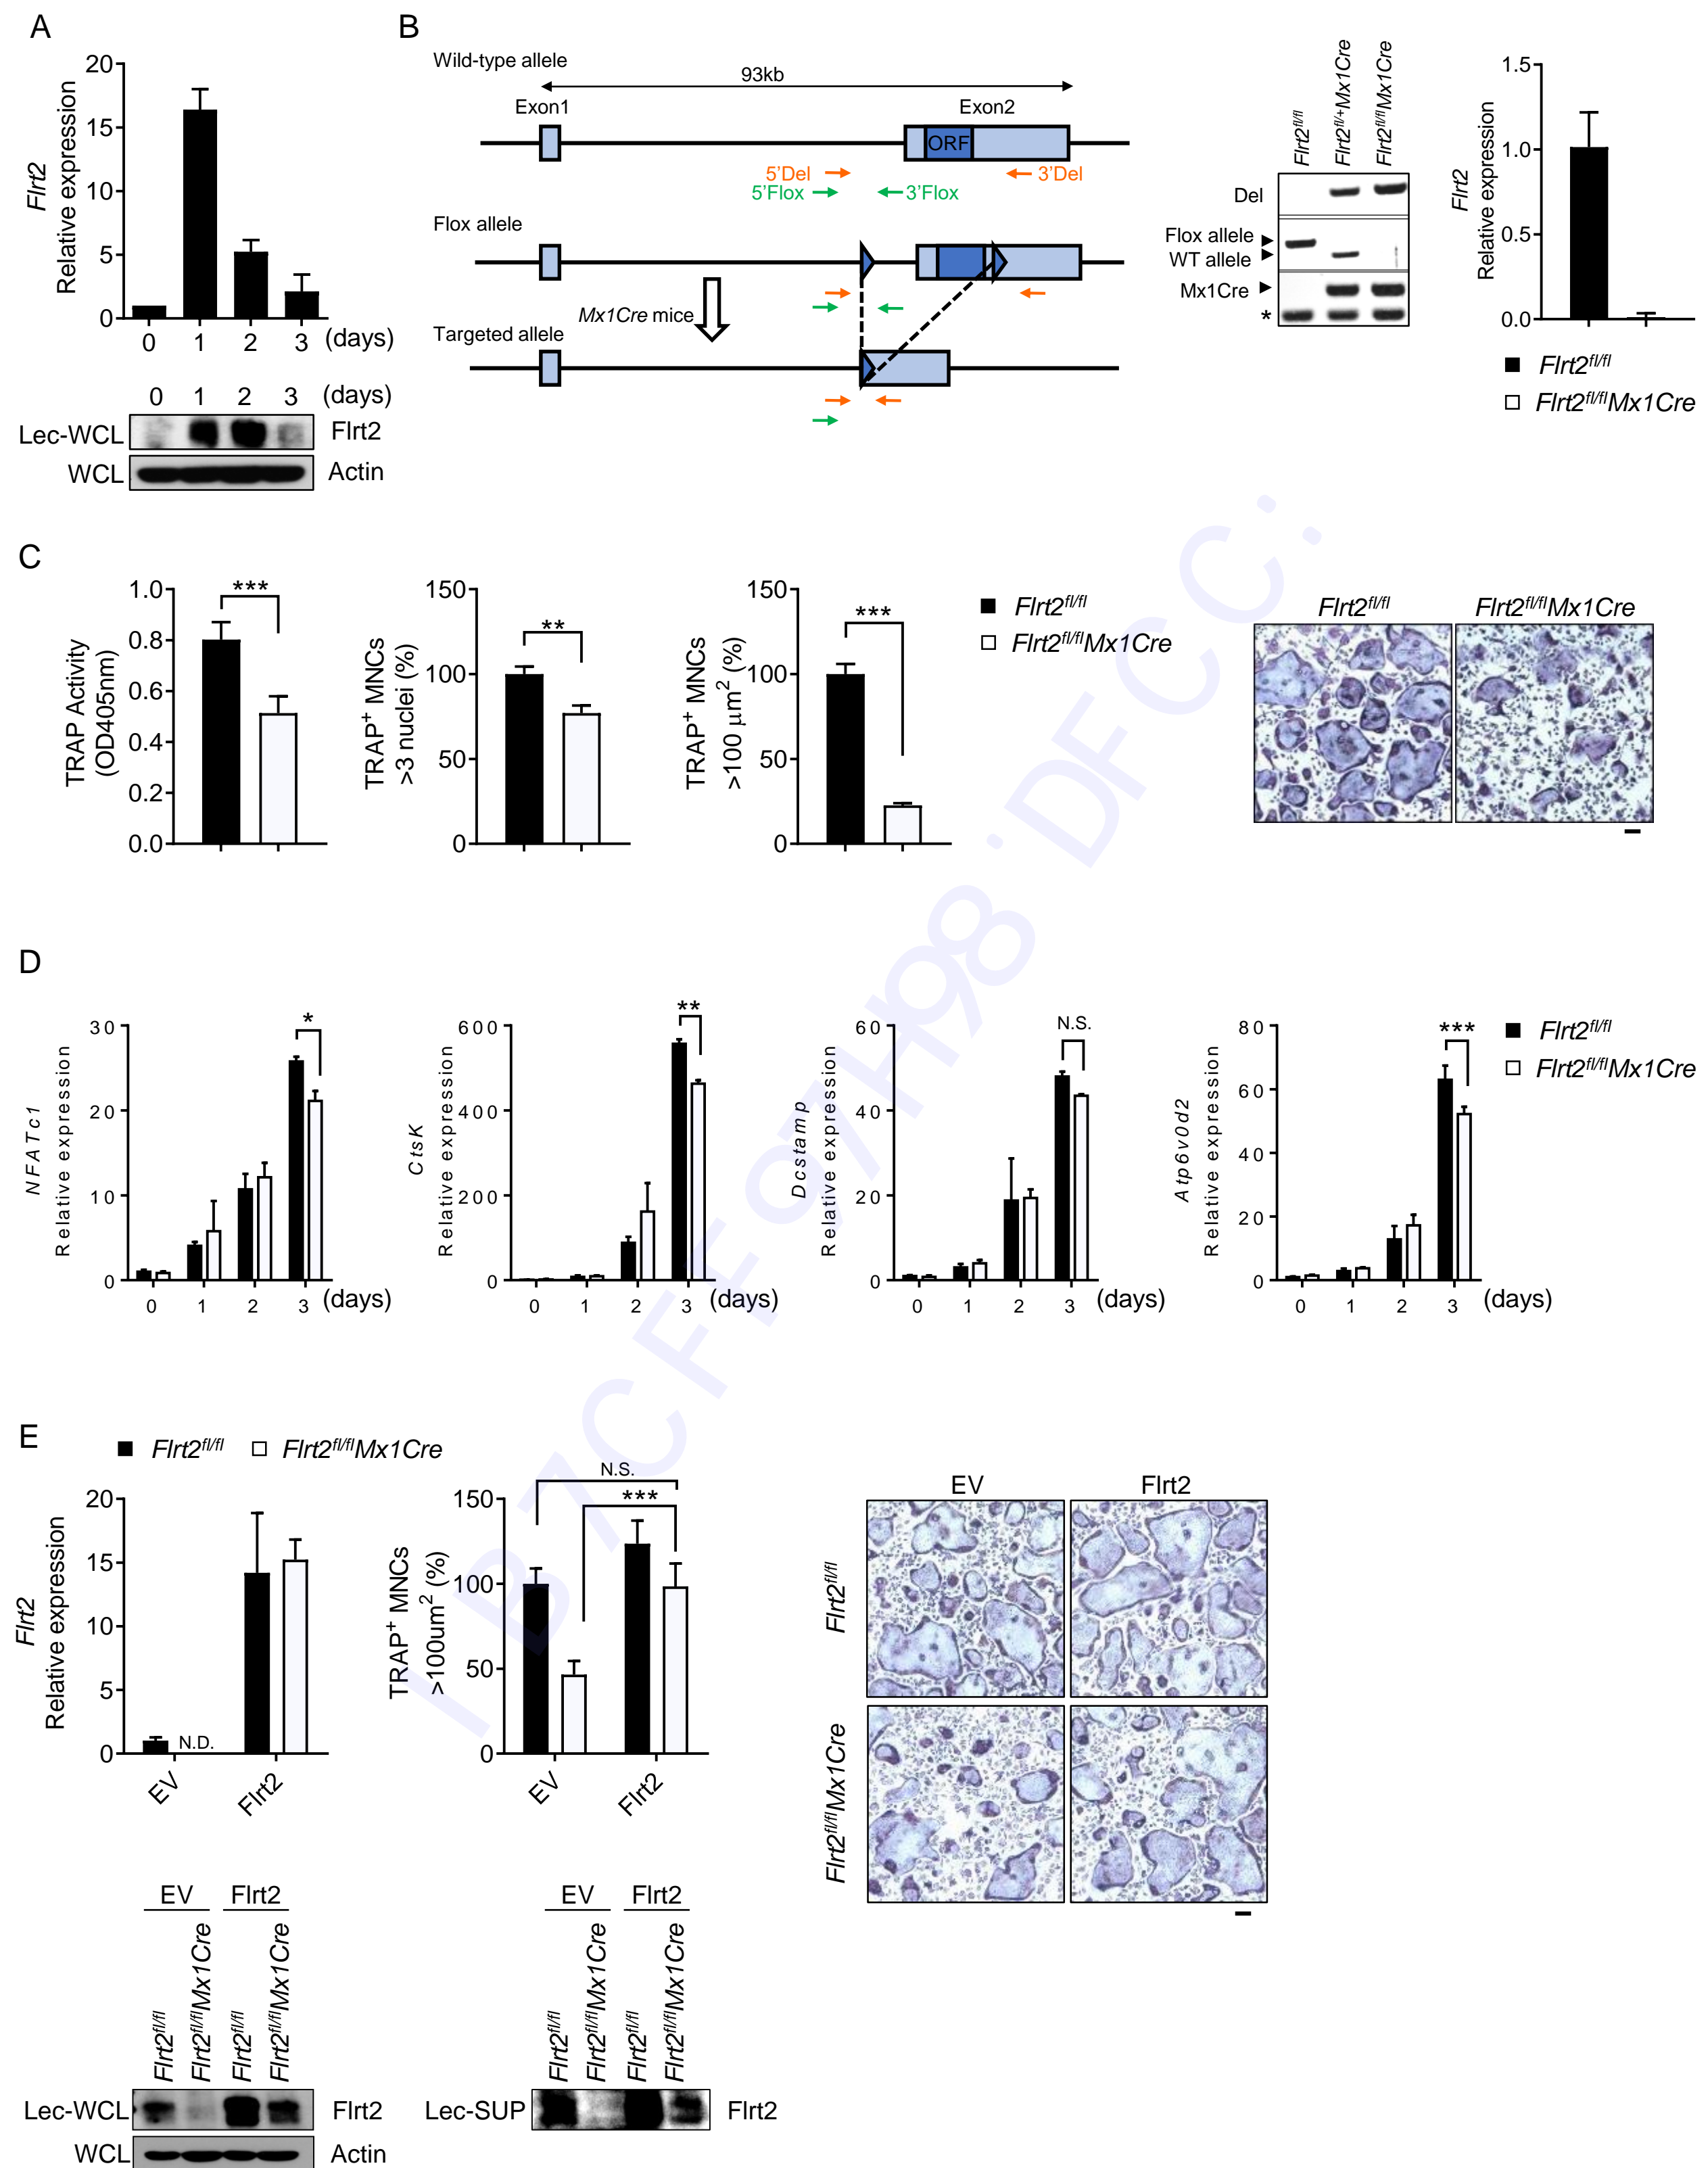 A
20
15
10
5
0
Flrt2
Relative expression
0 1 2 3 (days)
0 1 2 3 (days)
Lec-WCL Flrt2
WCL Actin
B
Wild-type allele
93kb
Exon1 Exon2
ORF
5'Del 3'Del
5'Flox 3'Flox
Flox allele
Mx1Cre mice
Targeted allele
Flrt2fl/fl
Flrt2fl/+Mx1Cre
Flrt2fl/flMx1Cre
Del
Flox allele
WT allele
Mx1Cre
*
1.5
1.0
0.5
0.0
Flrt2
Relative expression
Flrt2fl/fl
Flrt2fl/flMx1Cre
C
1.0
0.8
0.6
0.4
0.2
0.0
TRAP Activity
(OD405nm)
***
150
100
50
0
TRAP+ MNCs
>3 nuclei (%)
**
150
100
50
0
TRAP+ MNCs
>100 μm2 (%)
***
Flrt2fl/fl
Flrt2fl/flMx1Cre
Flrt2fl/fl Flrt2fl/flMx1Cre
D
30
20
10
0
NFATc1
Relative expression
*
0 1 2 3 (days)
600
400
200
0
CtsK
Relative expression
**
0 1 2 3 (days)
60
40
20
0
Dcstamp
Relative expression
N.S.
0 1 2 3 (days)
80
60
40
20
0
Atp6v0d2
Relative expression
***
0 1 2 3 (days)
Flrt2fl/fl
Flrt2fl/flMx1Cre
E
Flrt2fl/fl Flrt2fl/flMx1Cre
20
15
10
5
0
Flrt2
Relative expression
N.D.
EV Flrt2
150
100
50
0
TRAP+ MNCs
>100um2 (%)
N.S.
***
EV Flrt2
EV Flrt2
Flrt2fl/fl
Flrt2fl/flMx1Cre
EV Flrt2
Flrt2fl/fl
Flrt2fl/flMx1Cre
Flrt2fl/fl
Flrt2fl/flMx1Cre
Lec-WCL Flrt2
WCL Actin
EV Flrt2
Flrt2fl/fl
Flrt2fl/flMx1Cre
Flrt2fl/fl
Flrt2fl/flMx1Cre
Lec-SUP Flrt2